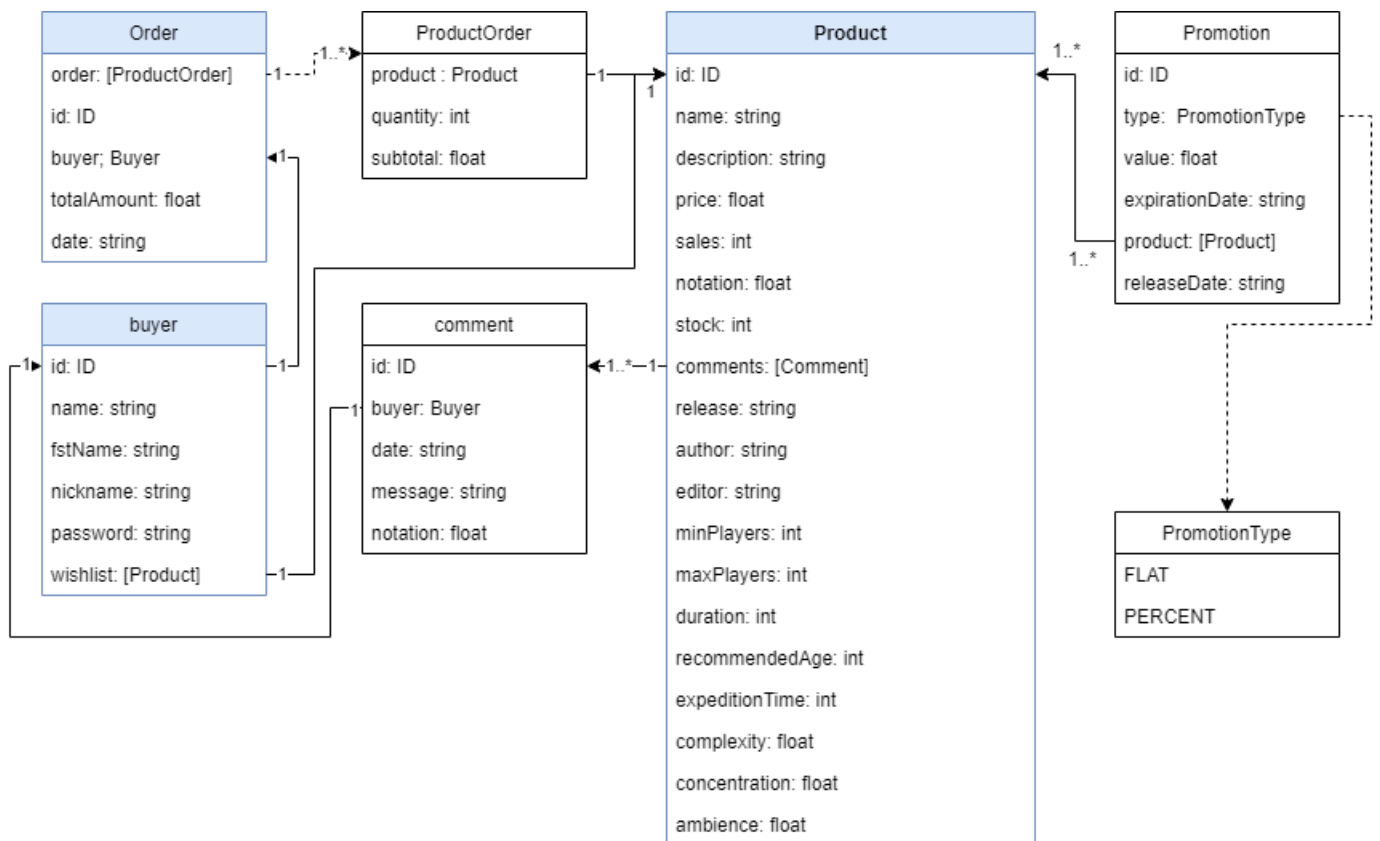 Order
order: [ProductOrder]
id: ID
buyer; Buyer
totalAmount: float
date: string
1
1..*
ProductOrder
product : Product
quantity: int
subtotal: float
1
1
Product
id: ID
name: string
description: string
price: float
sales: int
notation: float
stock: int
comments: [Comment]
release: string
author: string
editor: string
minPlayers: int
maxPlayers: int
duration: int
recommendedAge: int
expeditionTime: int
complexity: float
concentration: float
ambience: float
1..*
1..*
Promotion
id: ID
type: PromotionType
value: float
expirationDate: string
product: [Product]
releaseDate: string
1
buyer
id: ID
name: string
fstName: string
nickname: string
password: string
wishlist: [Product]
1
1
1
comment
id: ID
buyer: Buyer
date: string
message: string
notation: float
1
1..*
1
PromotionType
FLAT
PERCENT